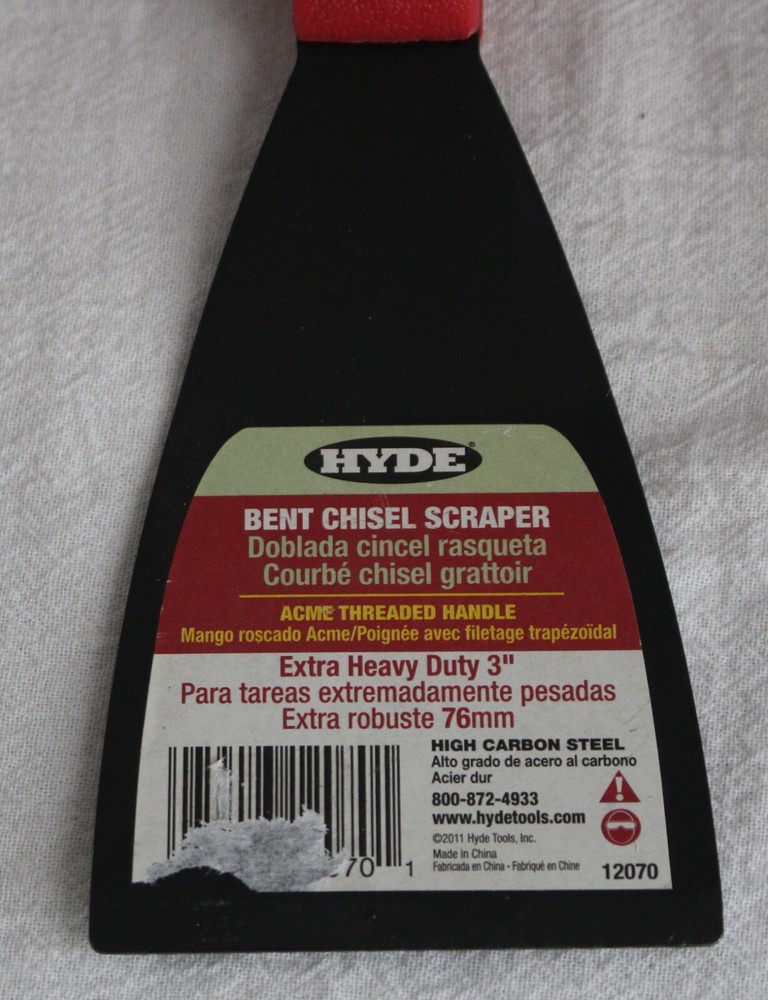 HYDE®
BENT CHISEL SCRAPER
Doblada cincel rasqueta
Courbé chisel grattoir
ACME THREADED HANDLE
Mango roscado Acme/Poignée avec filetage trapézoïdal
Extra Heavy Duty 3"
Para tareas extremadamente pesadas
Extra robuste 76mm
HIGH CARBON STEEL
Alto grado de acero al carbono
Acier dur
800-872-4933
www.hydetools.com
©2011 Hyde Tools, Inc.
Made in China
Fabricada en China - Fabriqué en Chine
12070
70 1